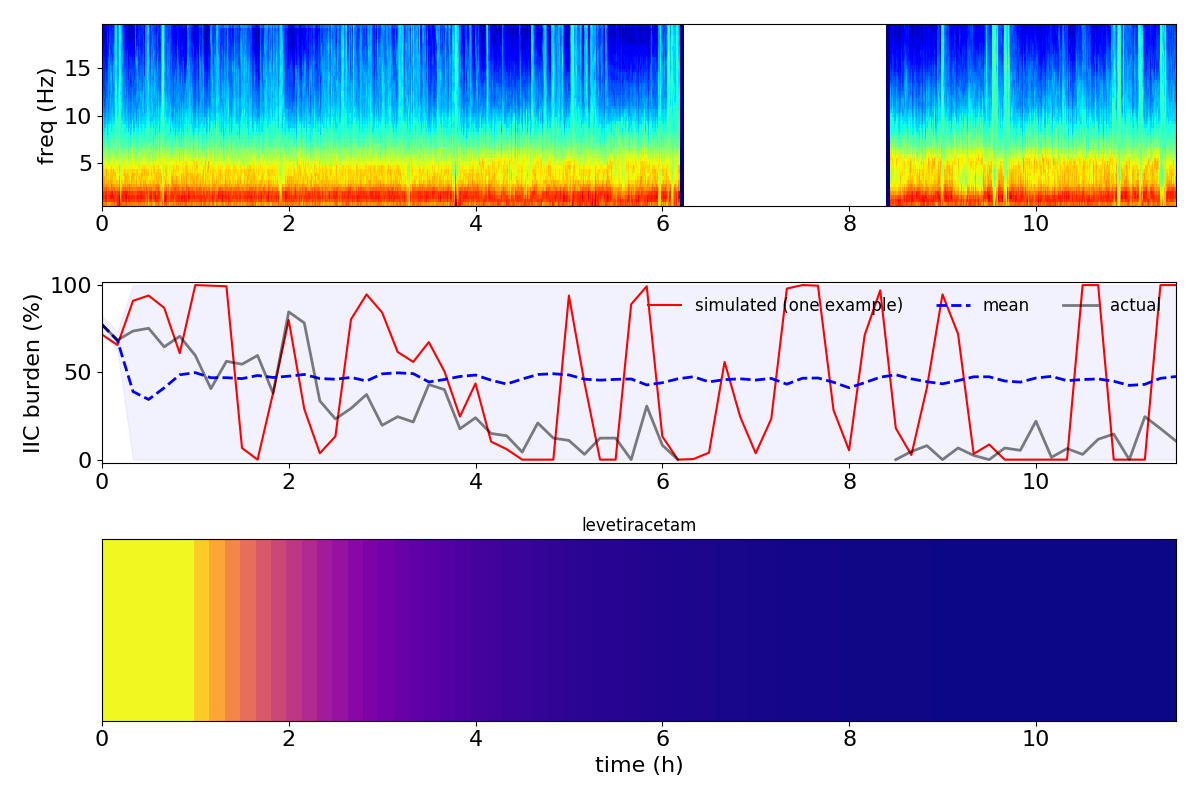 freq (Hz)
15
10
5
0 2 4 6 8 10
IIC burden (%)
100
50
0
simulated (one example) mean actual
0 2 4 6 8 10
levetiracetam
0 2 4 6 8 10
time (h)